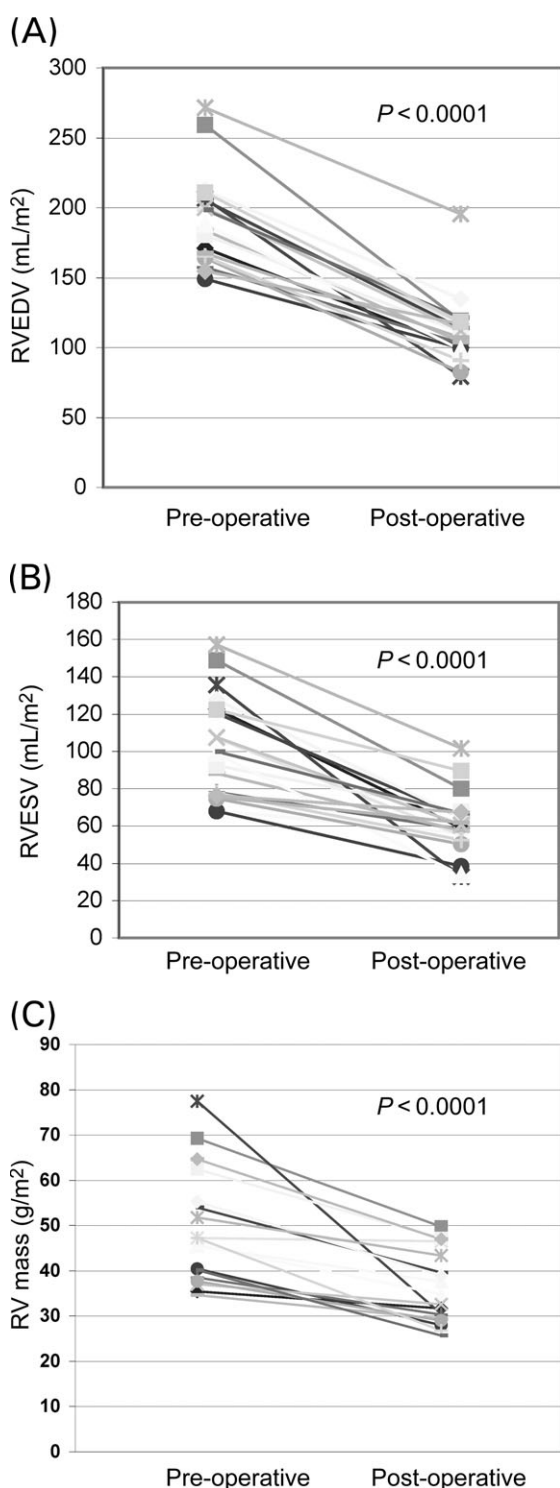 (A)
300
P < 0.0001
250
200
150
100
50
0
RVEDV (mL/m²)
Pre-operative Post-operative
(B)
180
160
P < 0.0001
140
120
100
80
60
40
20
0
RVESV (mL/m²)
Pre-operative Post-operative
(C)
90
80
P < 0.0001
70
60
50
40
30
20
10
0
RV mass (g/m²)
Pre-operative Post-operative